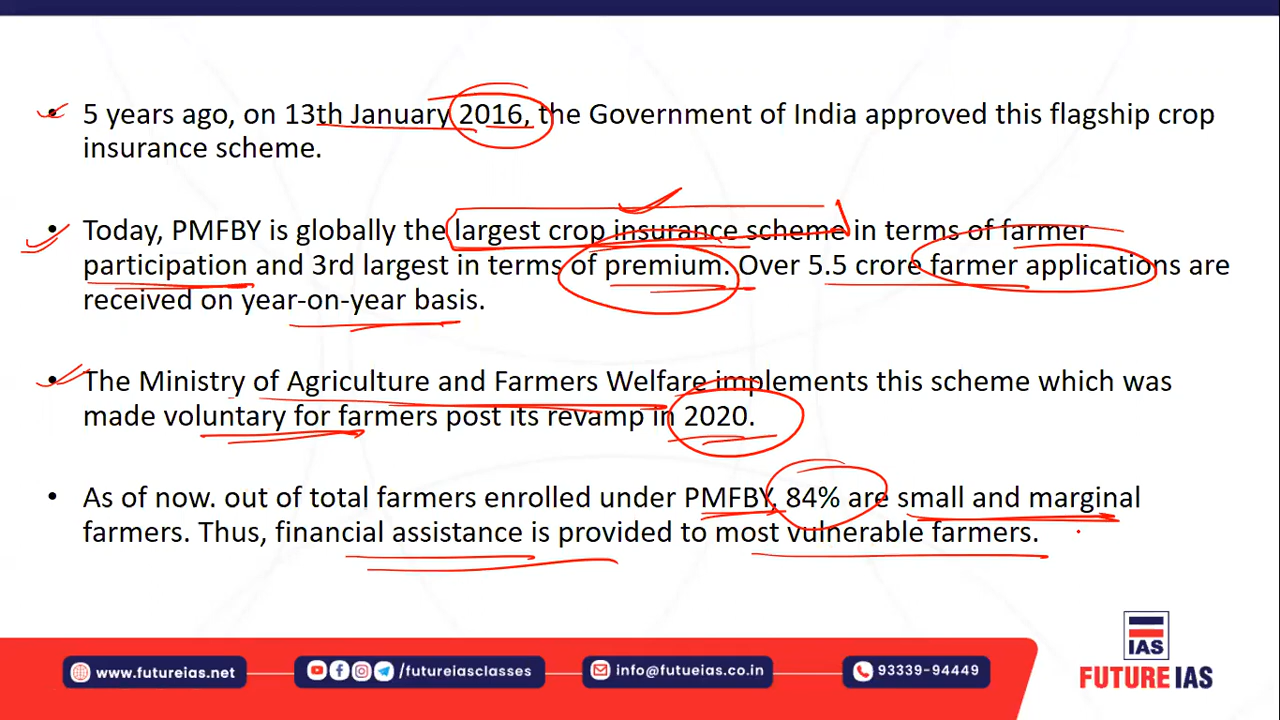 • 5 years ago, on 13th January 2016, the Government of India approved this flagship crop
insurance scheme.
• Today, PMFBY is globally the largest crop insurance scheme in terms of farmer
participation and 3rd largest in terms of premium. Over 5.5 crore farmer applications are
received on year-on-year basis.
• The Ministry of Agriculture and Farmers Welfare implements this scheme which was
made voluntary for farmers post its revamp in 2020.
• As of now. out of total farmers enrolled under PMFBY, 84% are small and marginal
farmers. Thus, financial assistance is provided to most vulnerable farmers.
IAS
www.futureias.net
/futureiasclasses
info@futueias.co.in
93339-94449
FUTURE IAS